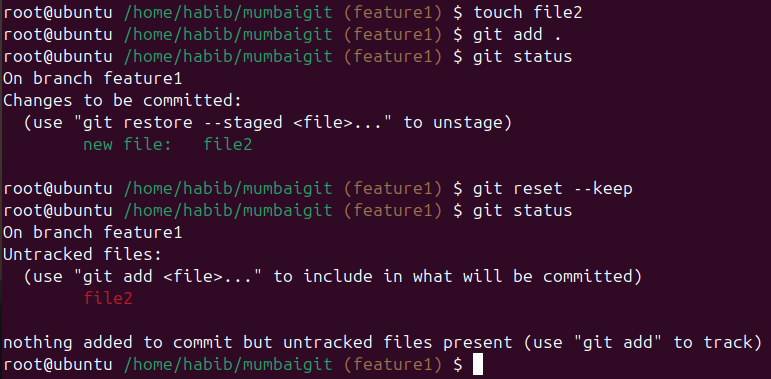 root@ubuntu /home/habib/mumbaigit (feature1) $ touch file2
root@ubuntu /home/habib/mumbaigit (feature1) $ git add .
root@ubuntu /home/habib/mumbaigit (feature1) $ git status
On branch feature1
Changes to be committed:
  (use "git restore --staged <file>..." to unstage)
        new file:   file2

root@ubuntu /home/habib/mumbaigit (feature1) $ git reset --keep
root@ubuntu /home/habib/mumbaigit (feature1) $ git status
On branch feature1
Untracked files:
  (use "git add <file>..." to include in what will be committed)
        file2

nothing added to commit but untracked files present (use "git add" to track)
root@ubuntu /home/habib/mumbaigit (feature1) $